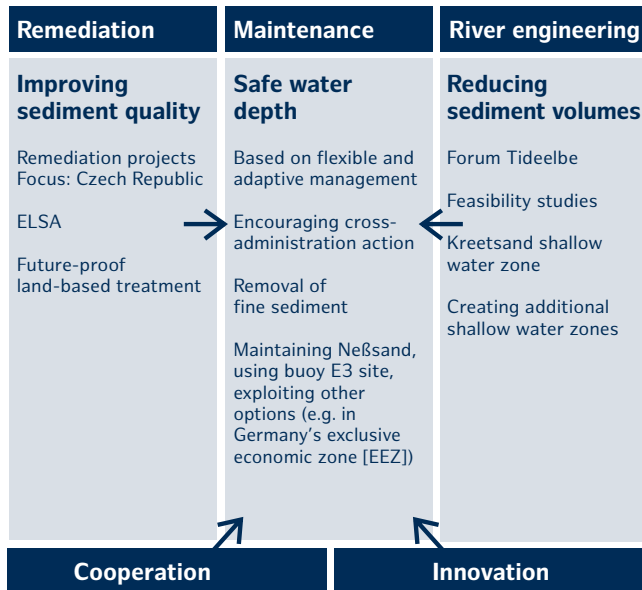 Remediation
Improving
sediment quality
Remediation projects
Focus: Czech Republic
ELSA
Future-proof
land-based treatment
Maintenance
Safe water
depth
Based on flexible and
adaptive management
Encouraging cross-
administration action
Removal of
fine sediment
Maintaining Neßsand,
using buoy E3 site,
exploiting other
options (e.g. in
Germany’s exclusive
economic zone [EEZ])
River engineering
Reducing
sediment volumes
Forum Tideelbe
Feasibility studies
Kreetsand shallow
water zone
Creating additional
shallow water zones
Cooperation
Innovation